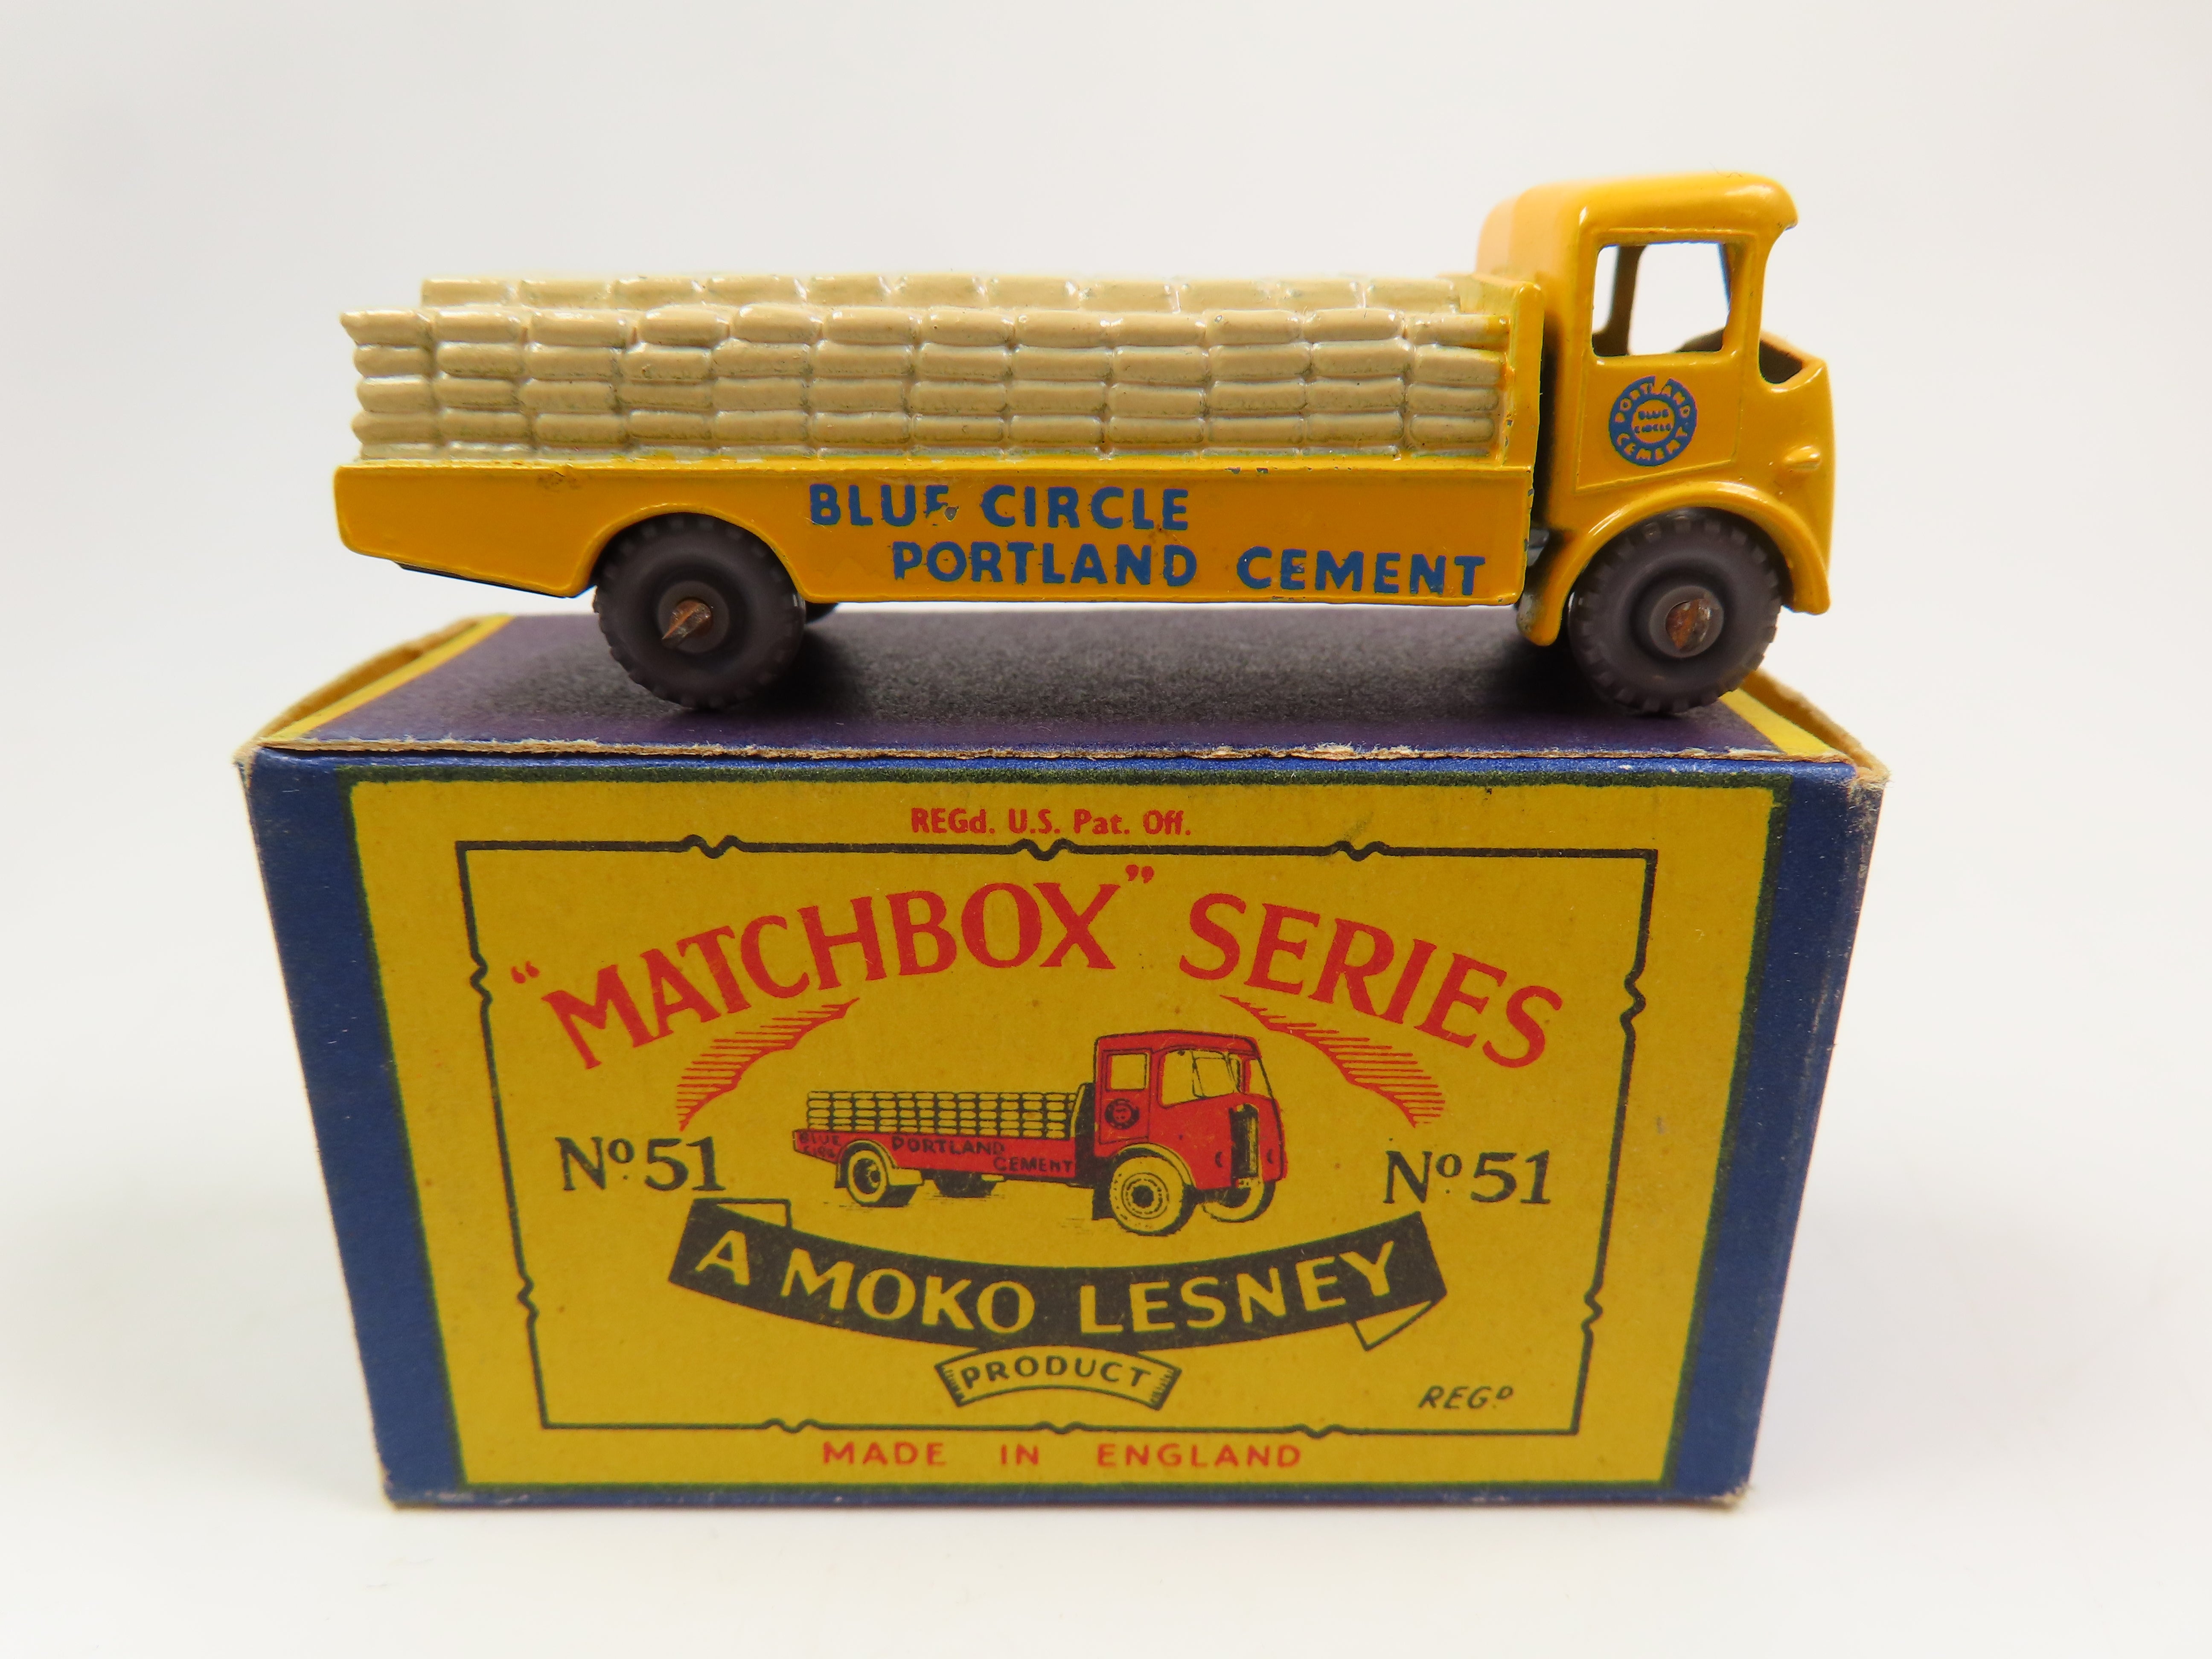 BLUE CIRCLE
PORTLAND CEMENT
PORTLAND
BLUE
CIRCLE
CEMENT
REGd. U.S. Pat. Off.
"MATCHBOX" SERIES
Nº 51
Nº 51
BLUE
PORTLAND
CEMENT
A MOKO LESNEY
PRODUCT
REGᴰ
MADE IN ENGLAND